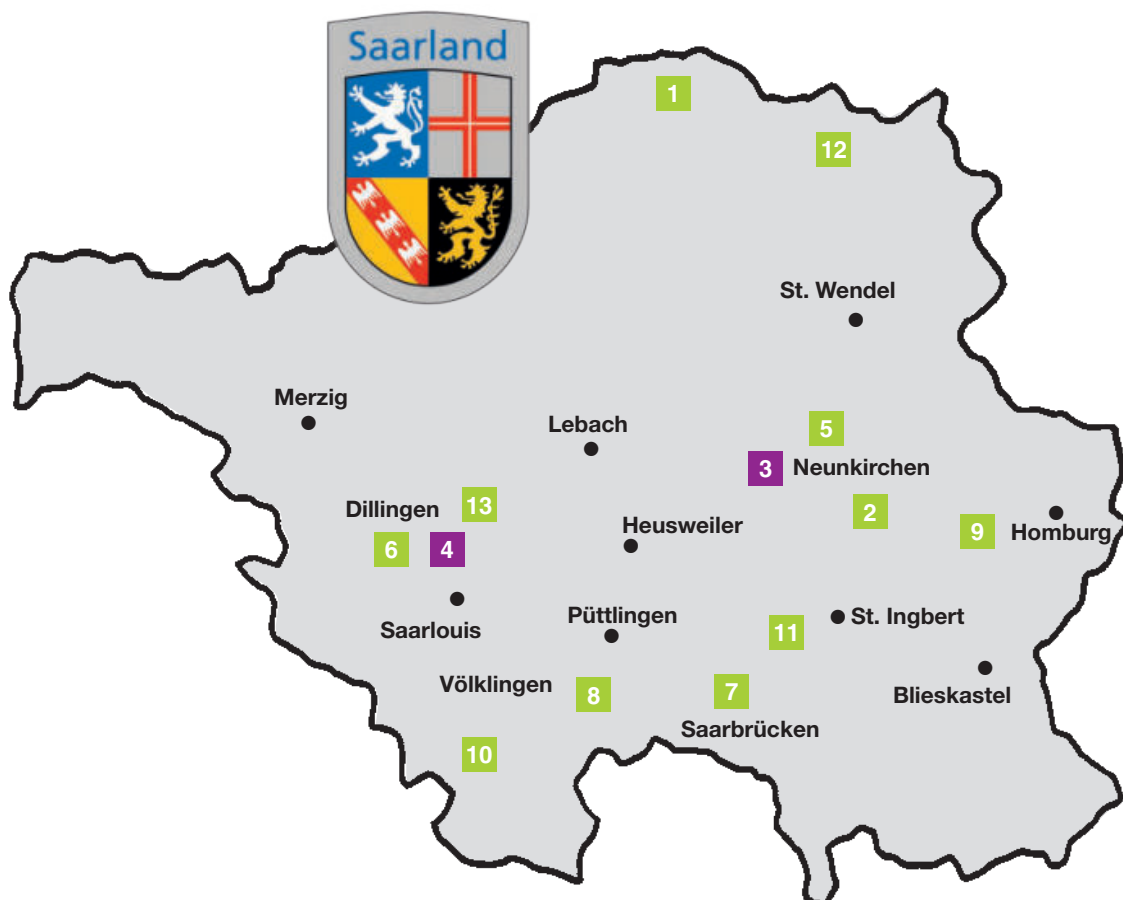 Saarland
1
12
St. Wendel
Merzig
Lebach
5
3
Neunkirchen
Dillingen
13
2
9
Homburg
6
4
Heusweiler
Saarlouis
Püttlingen
11
St. Ingbert
Völklingen
8
7
Blieskastel
Saarbrücken
10